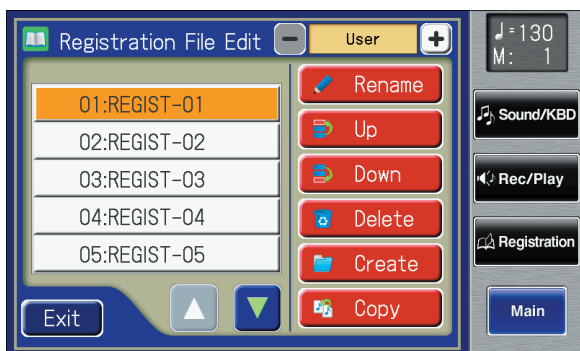 Registration File Edit - User +
01:REGIST-01
02:REGIST-02
03:REGIST-03
04:REGIST-04
05:REGIST-05
Exit
Rename
Up
Down
Delete
Create
Copy
♩=130
M: 1
Sound/KBD
Rec/Play
Registration
Main